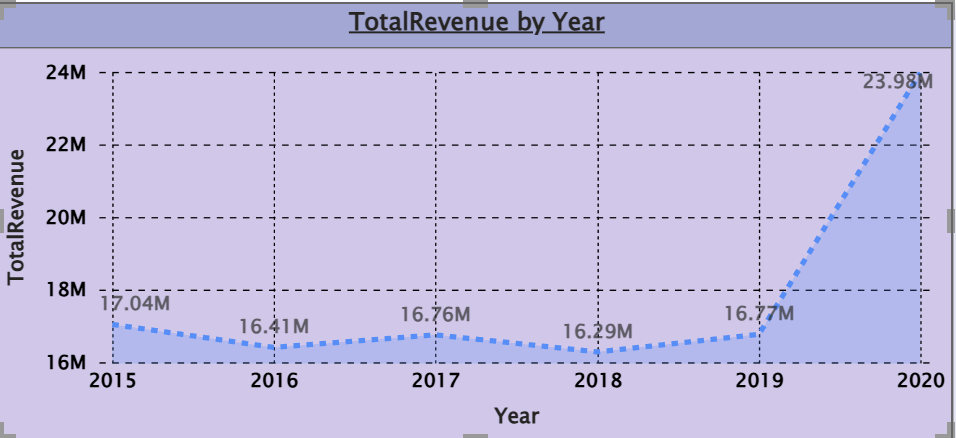 TotalRevenue by Year
24M
23.98M
22M
20M
TotalRevenue
18M
17.04M
16.41M
16.76M
16.29M
16.77M
16M
2015 2016 2017 2018 2019 2020
Year